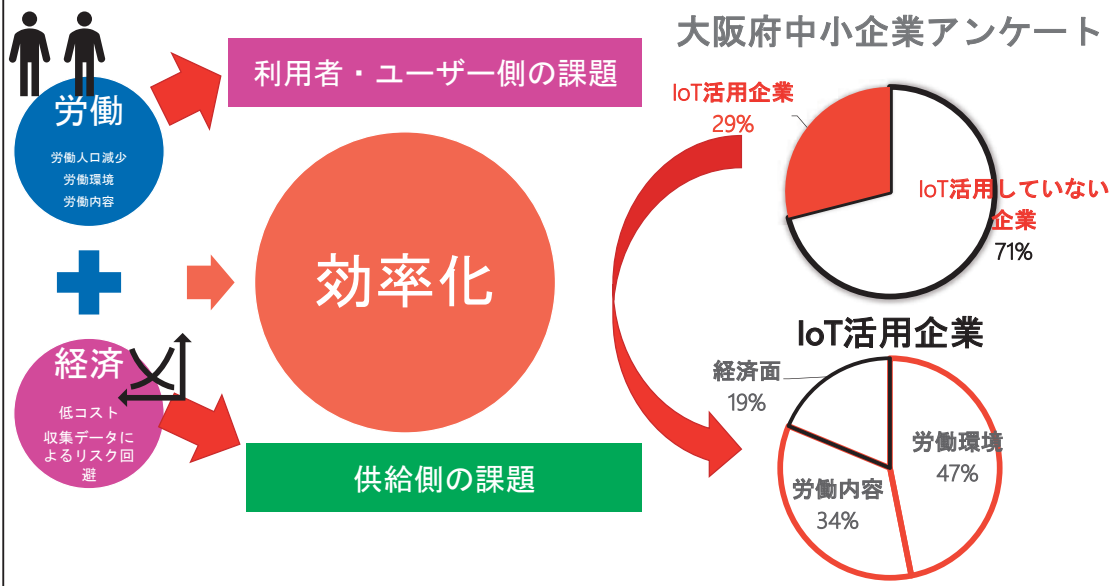 労働
労働人口減少
労働環境
労働内容
経済
低コスト
収集データに
よるリスク回
避
利用者・ユーザー側の課題
効率化
供給側の課題
大阪府中小企業アンケート
IoT活用企業
29%
IoT活用していない
企業
71%
IoT活用企業
経済面
19%
労働環境
47%
労働内容
34%